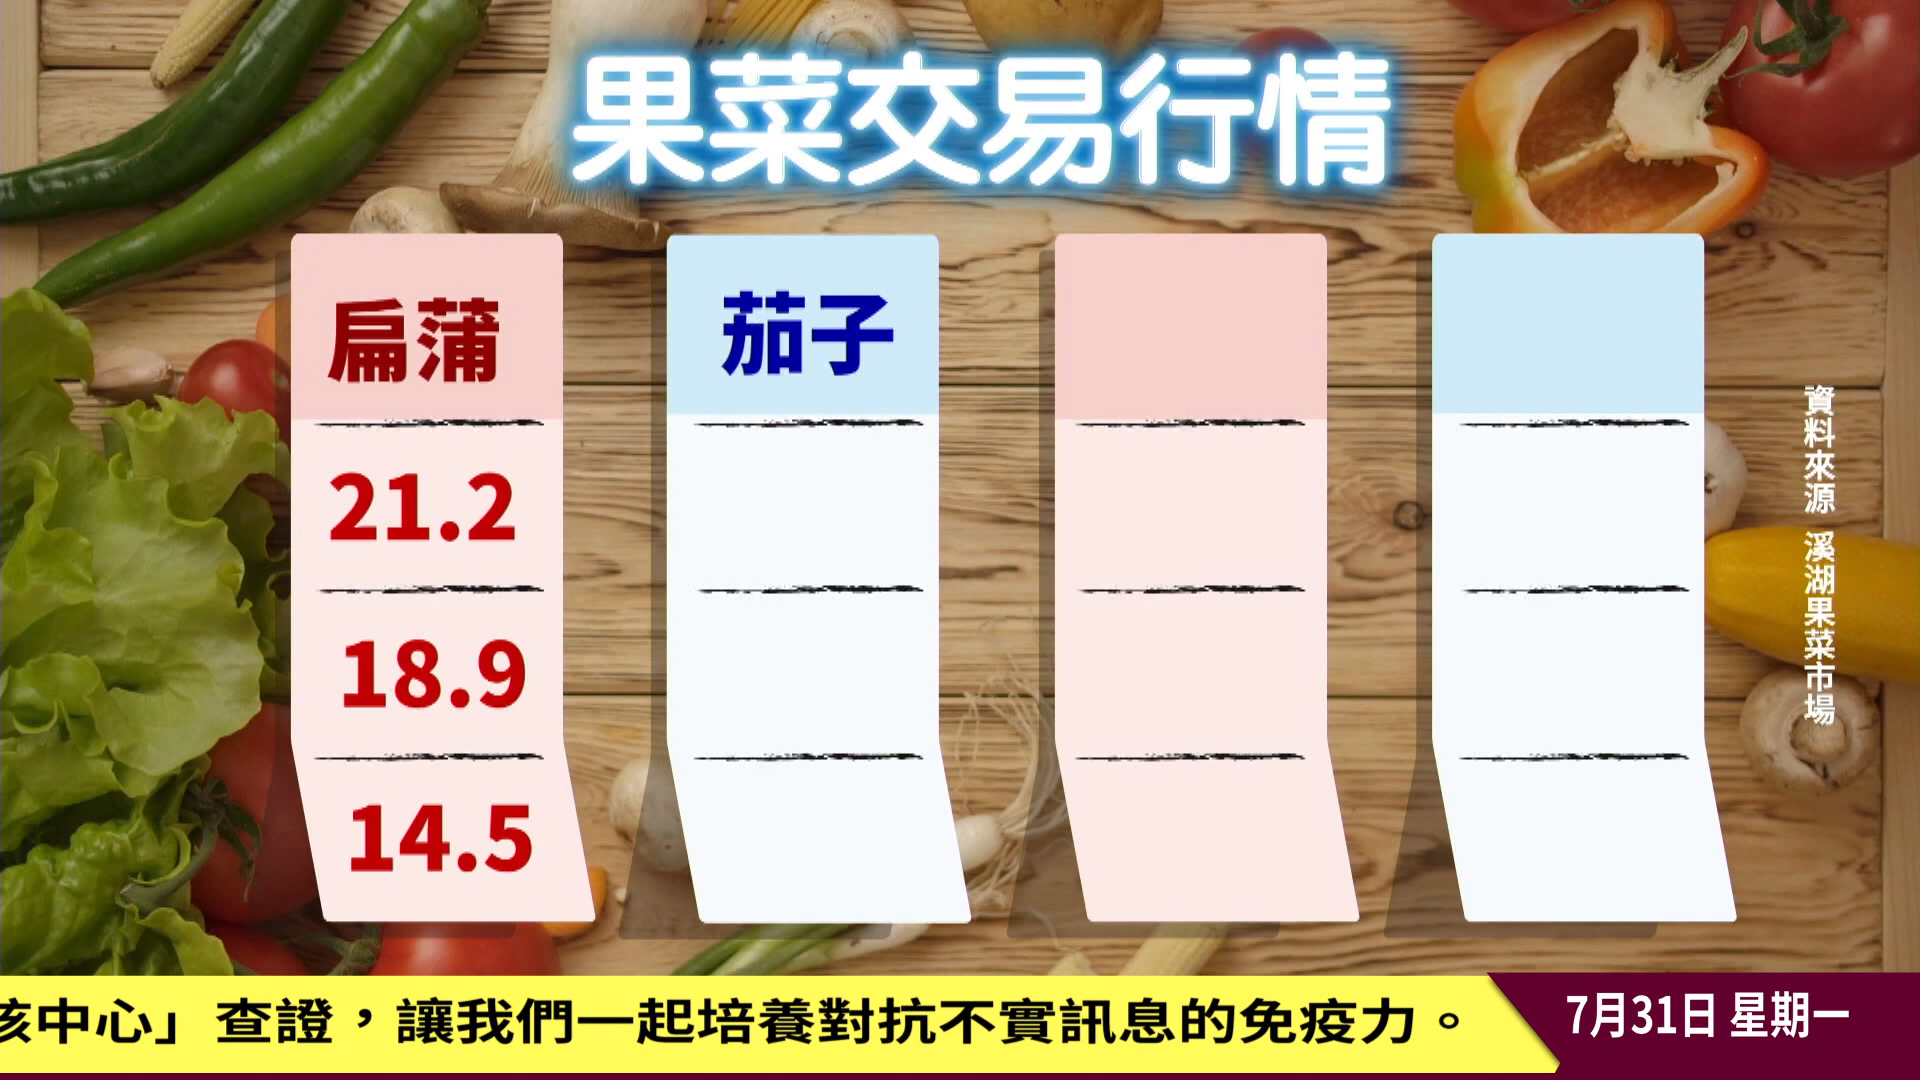 果菜交易行情
扁蒲
21.2
18.9
14.5
茄子
資料來源 溪湖果菜市場
核中心」查證，讓我們一起培養對抗不實訊息的免疫力。
7月31日 星期一